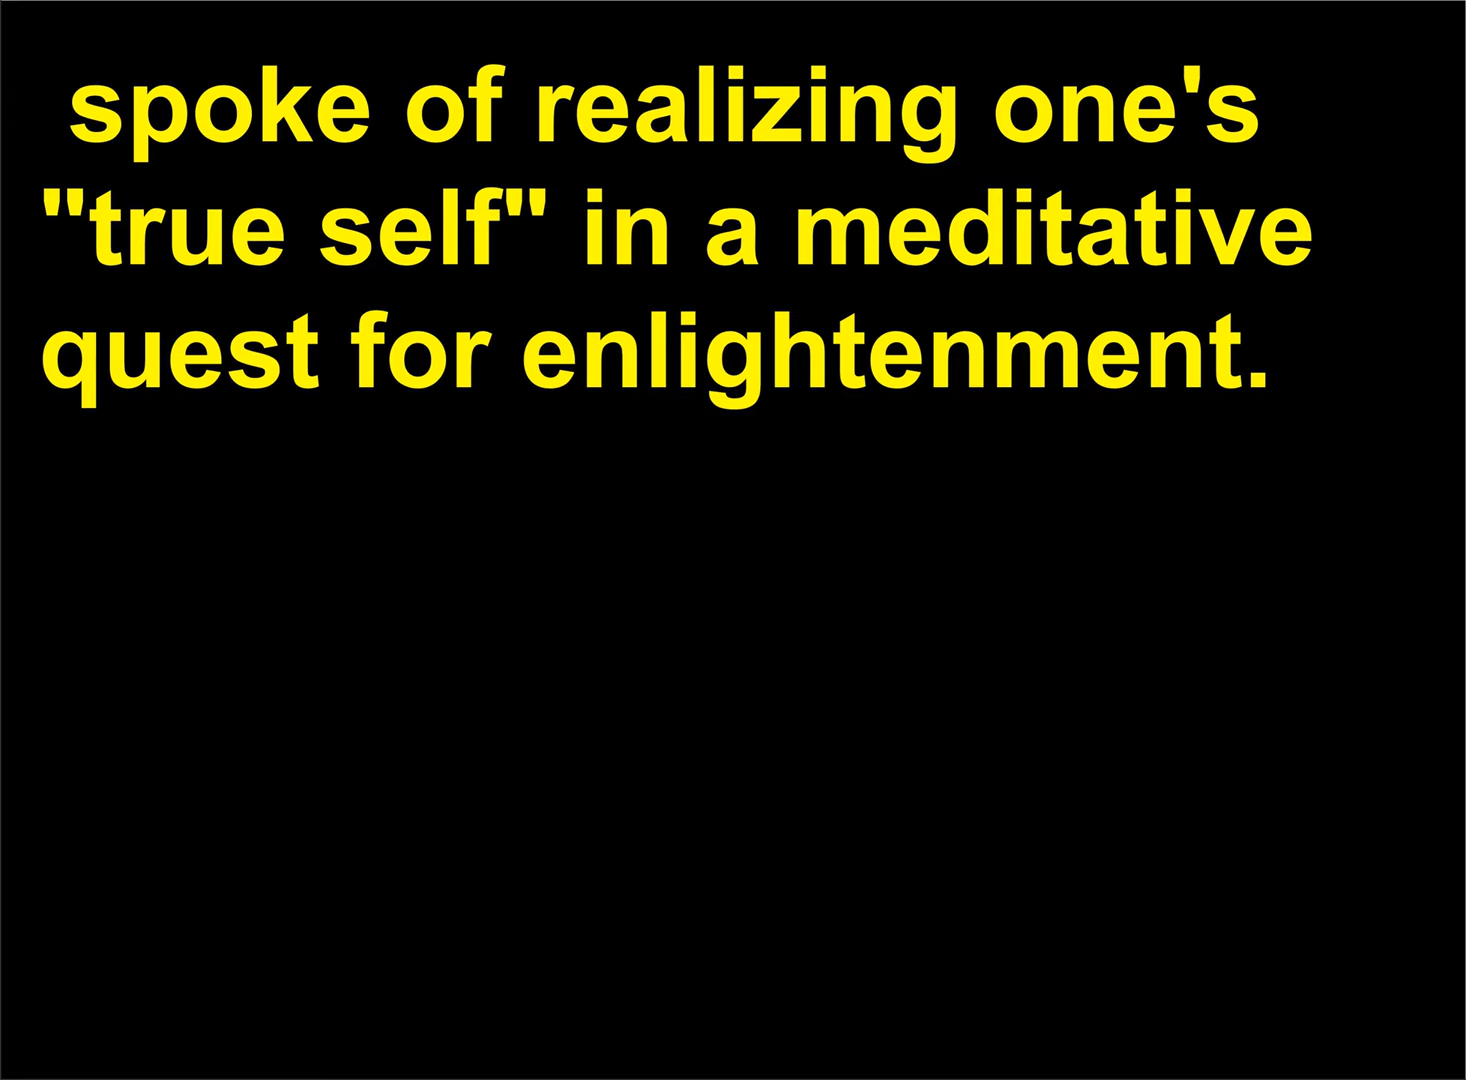 spoke of realizing one's
"true self" in a meditative
quest for enlightenment.